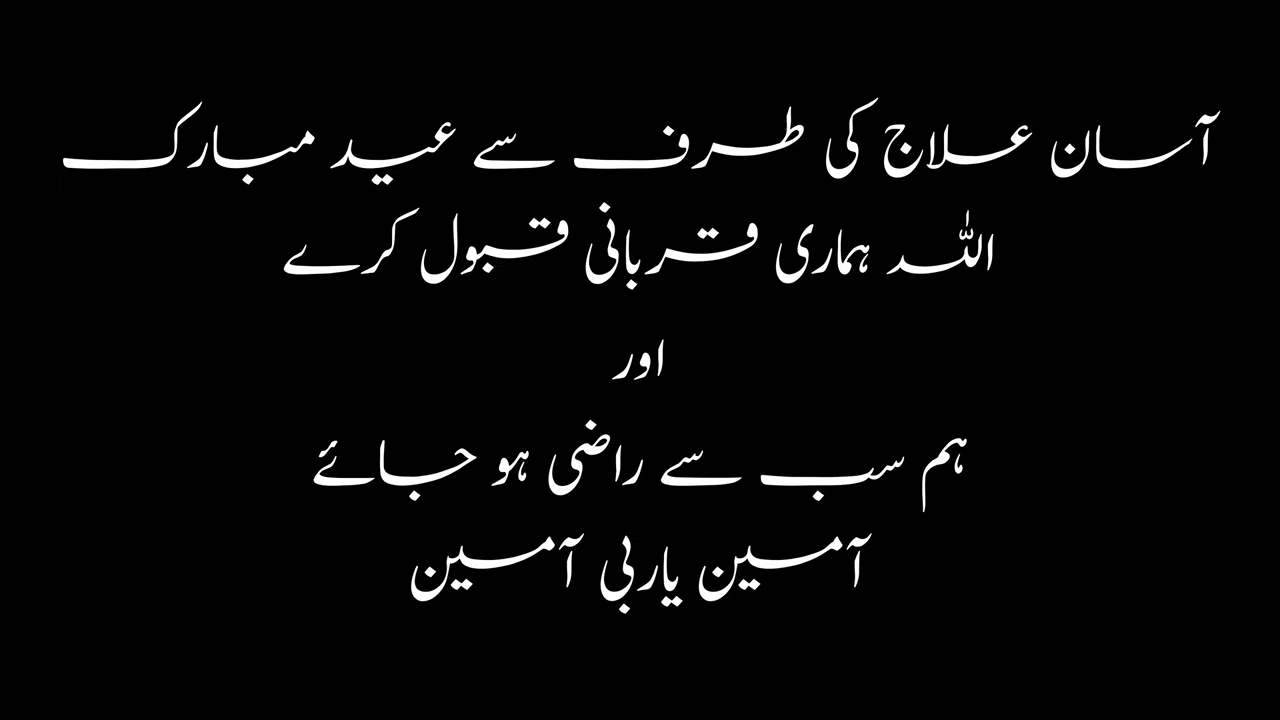 آسان علاج کی طرف سے عید مبارک
اللہ ہماری قربانی قبول کرے
اور
ہم سب سے راضی ہو جائے
آمین یاربی آمین